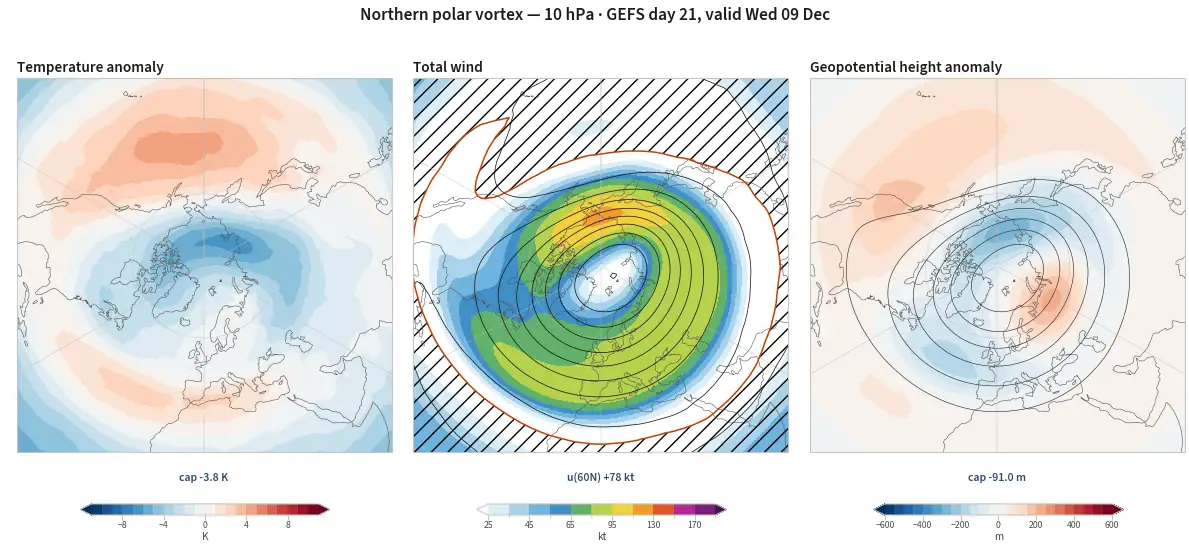 Northern polar vortex — 10 hPa · GEFS day 21, valid Wed 09 Dec
Temperature anomaly
Total wind
Geopotential height anomaly
cap -3.8 K
u(60N) +78 kt
cap -91.0 m
−8 −4 0 4 8
K
25 45 65 95 130 170
kt
−600 −400 −200 0 200 400 600
m